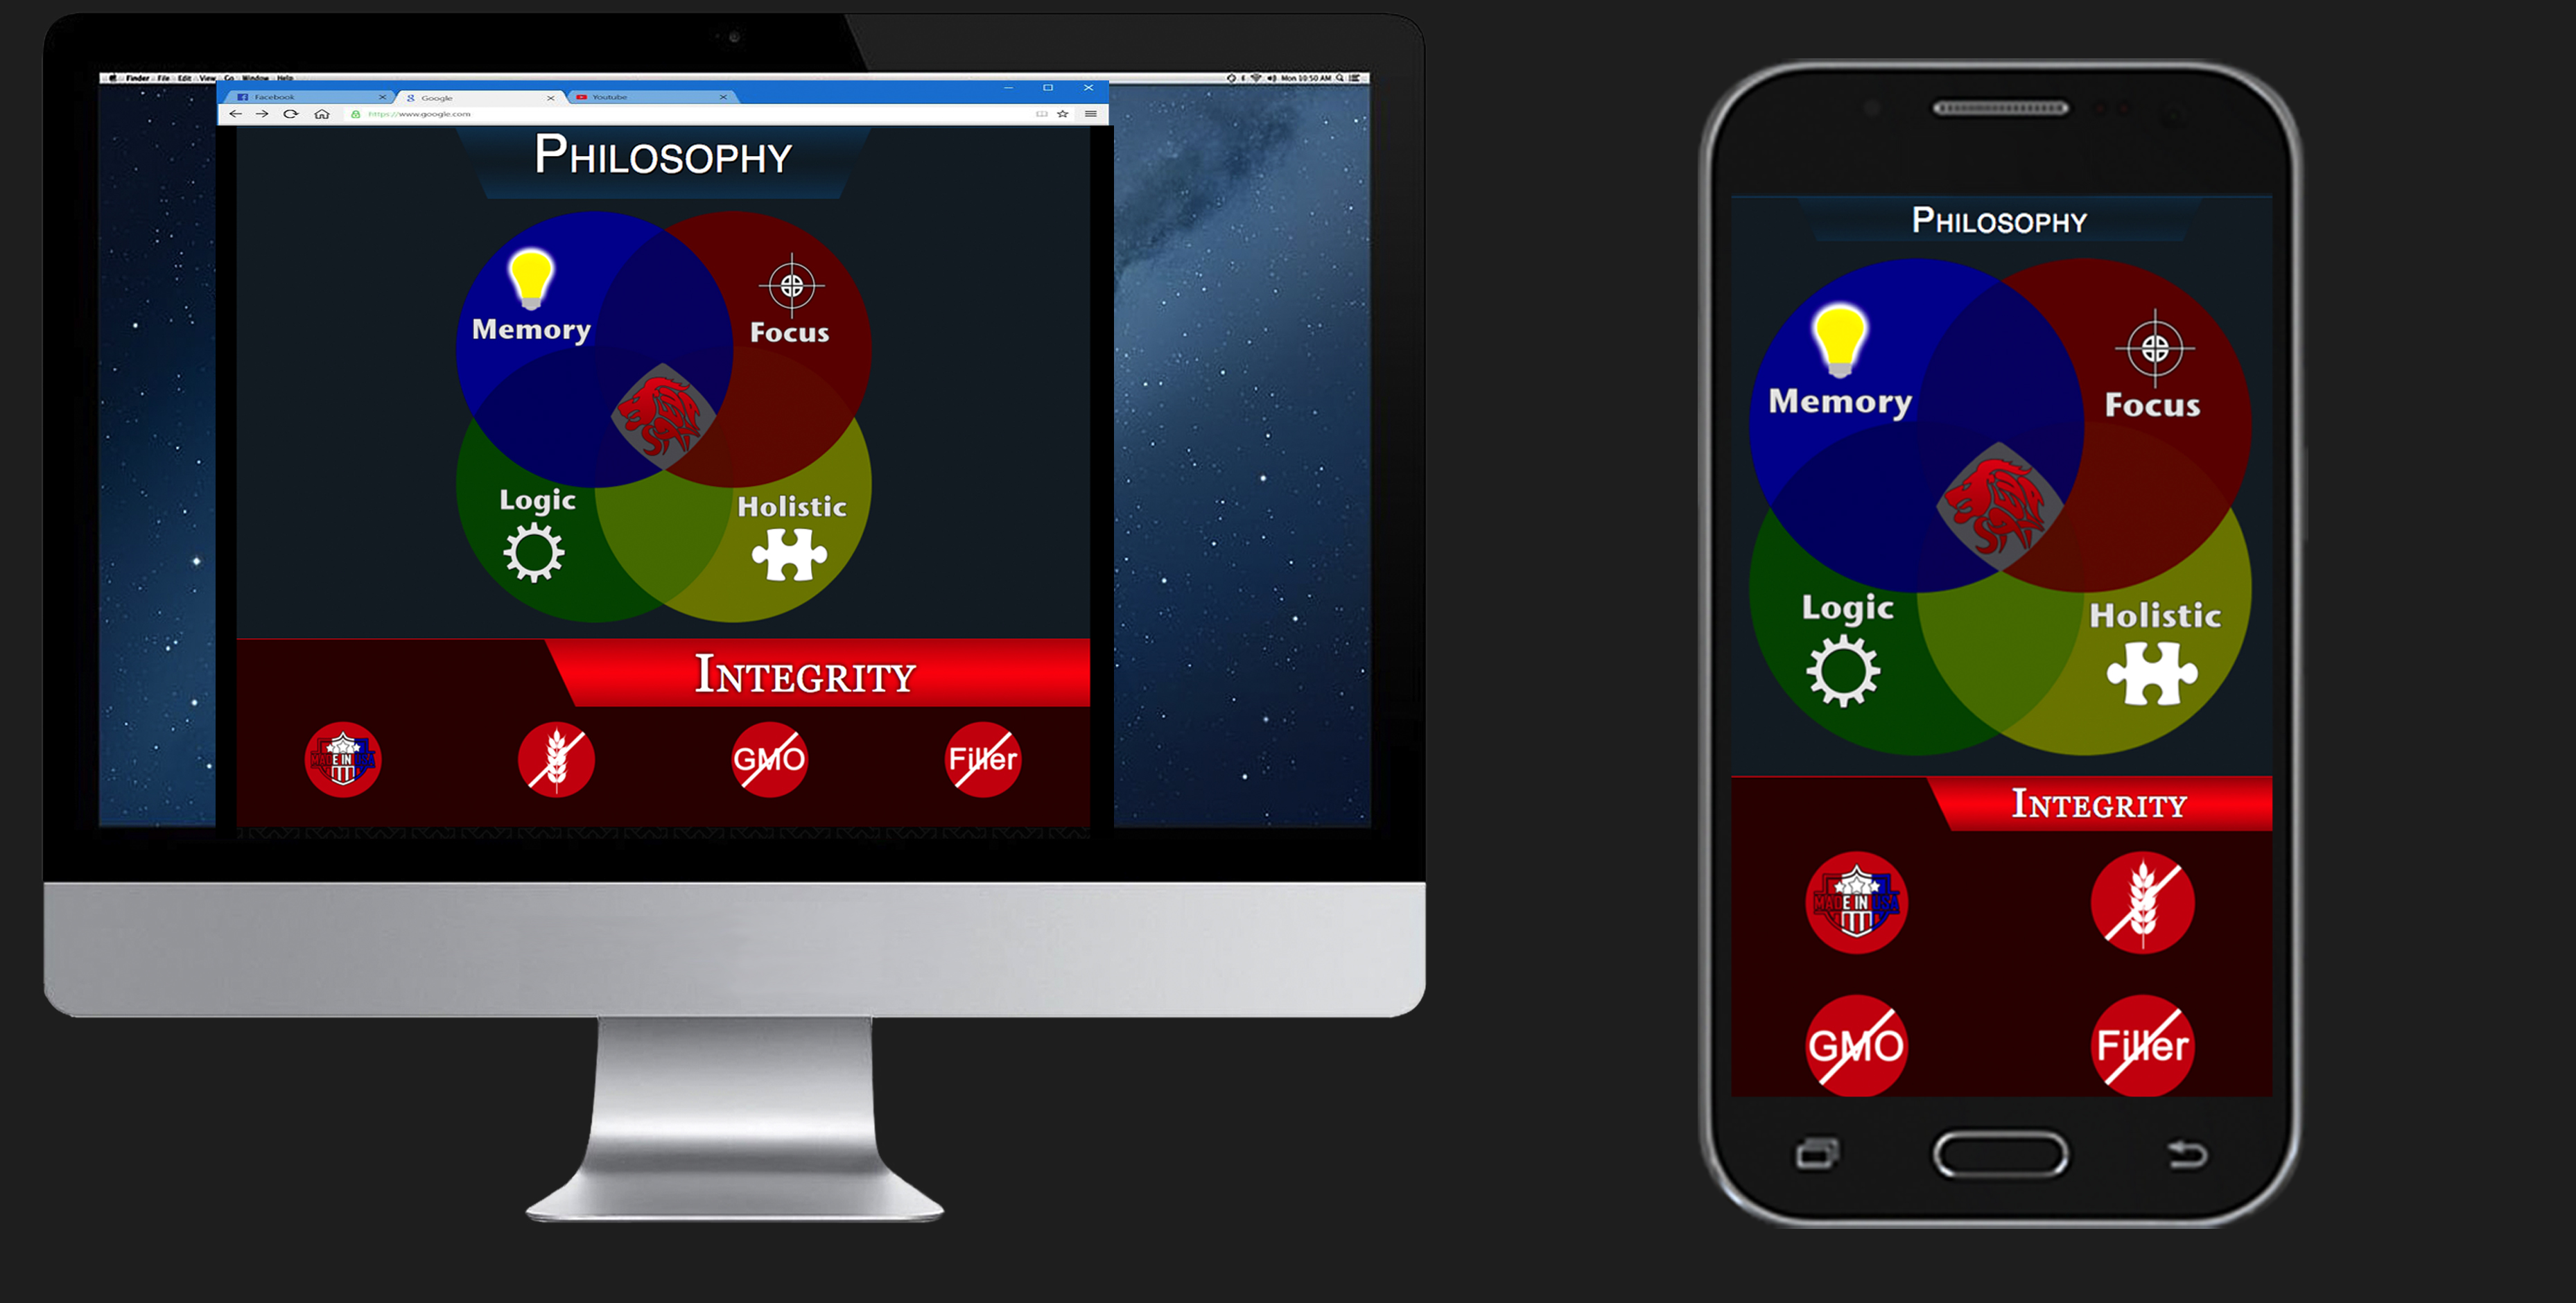 Finder File Edit View Go Window Help
Mon 10:50 AM
Facebook
Google
Youtube
https://www.google.com
PHILOSOPHY
Memory
Focus
Logic
Holistic
INTEGRITY
MADE IN USA
GMO
Filler
PHILOSOPHY
Memory
Focus
Logic
Holistic
INTEGRITY
MADE IN USA
GMO
Filler